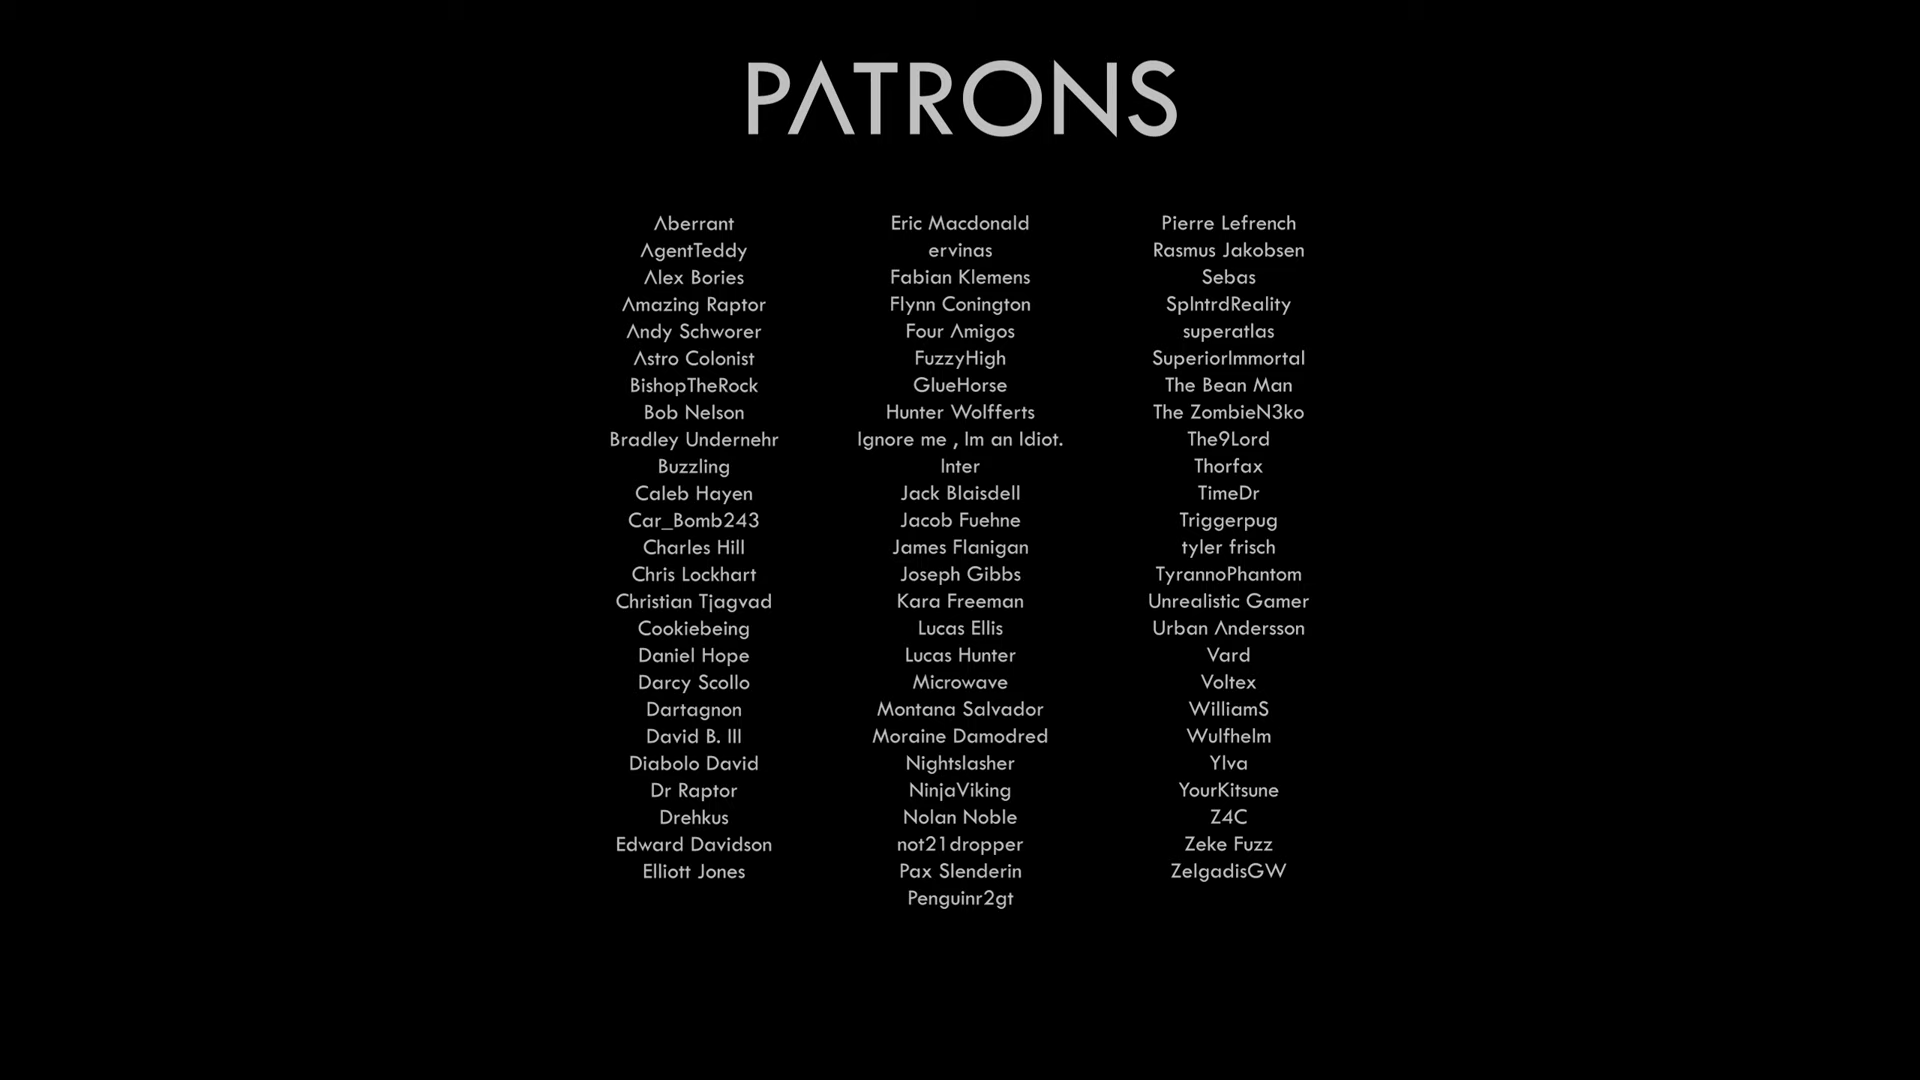 PATRONS
Aberrant
AgentTeddy
Alex Bories
Amazing Raptor
Andy Schworer
Astro Colonist
BishopTheRock
Bob Nelson
Bradley Undernehr
Buzzling
Caleb Hayen
Car_Bomb243
Charles Hill
Chris Lockhart
Christian Tjagvad
Cookiebeing
Daniel Hope
Darcy Scollo
Dartagnon
David B. III
Diabolo David
Dr Raptor
Drehkus
Edward Davidson
Elliott Jones
Eric Macdonald
ervinas
Fabian Klemens
Flynn Conington
Four Amigos
FuzzyHigh
GlueHorse
Hunter Wolfferts
Ignore me , Im an Idiot.
Inter
Jack Blaisdell
Jacob Fuehne
James Flanigan
Joseph Gibbs
Kara Freeman
Lucas Ellis
Lucas Hunter
Microwave
Montana Salvador
Moraine Damodred
Nightslasher
NinjaViking
Nolan Noble
not21dropper
Pax Slenderin
Penguinr2gt
Pierre Lefrench
Rasmus Jakobsen
Sebas
SplntrdReality
superatlas
SuperiorImmortal
The Bean Man
The ZombieN3ko
The9Lord
Thorfax
TimeDr
Triggerpug
tyler frisch
TyrannoPhantom
Unrealistic Gamer
Urban Andersson
Vard
Voltex
WilliamS
Wulfhelm
Ylva
YourKitsune
Z4C
Zeke Fuzz
ZelgadisGW